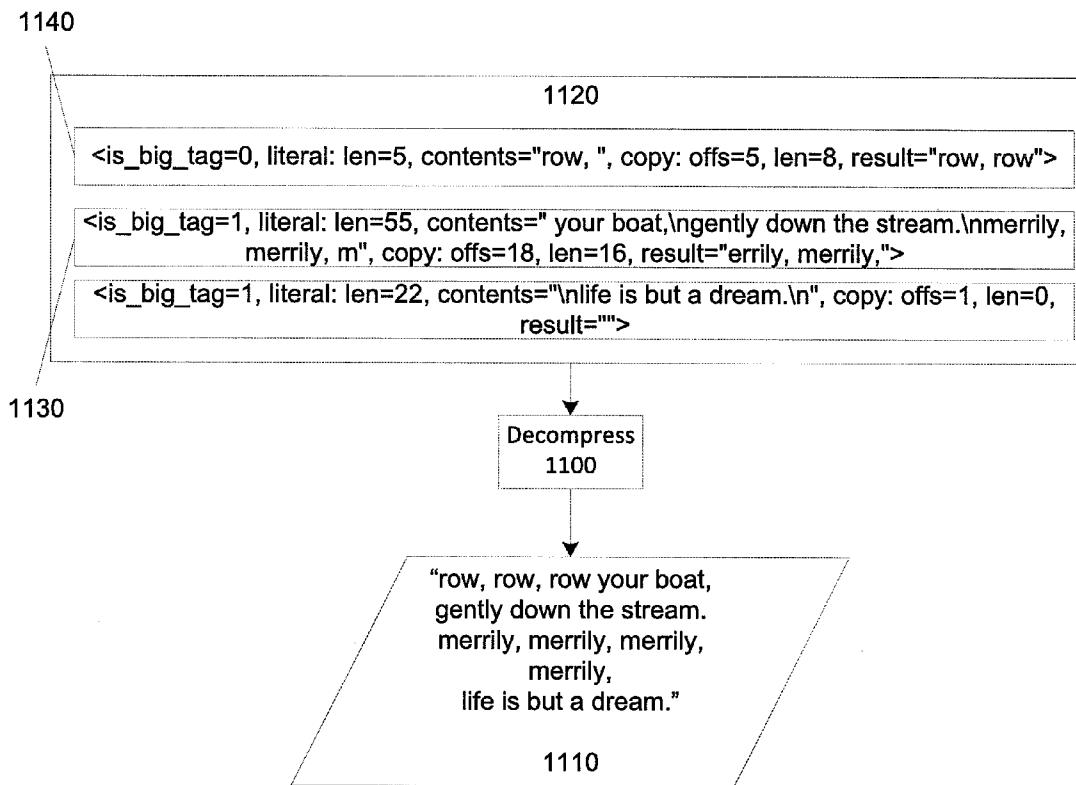 1140
1120
<is_big_tag=0, literal: len=5, contents="row, ", copy: offs=5, len=8, result="row, row">
<is_big_tag=1, literal: len=55, contents=" your boat,\ngently down the stream.\nmerrily,
merrily, m", copy: offs=18, len=16, result="errily, merrily,">
<is_big_tag=1, literal: len=22, contents="\nlife is but a dream.\n", copy: offs=1, len=0,
result="">
1130
Decompress
1100
“row, row, row your boat,
gently down the stream.
merrily, merrily, merrily,
merrily,
life is but a dream.”
1110